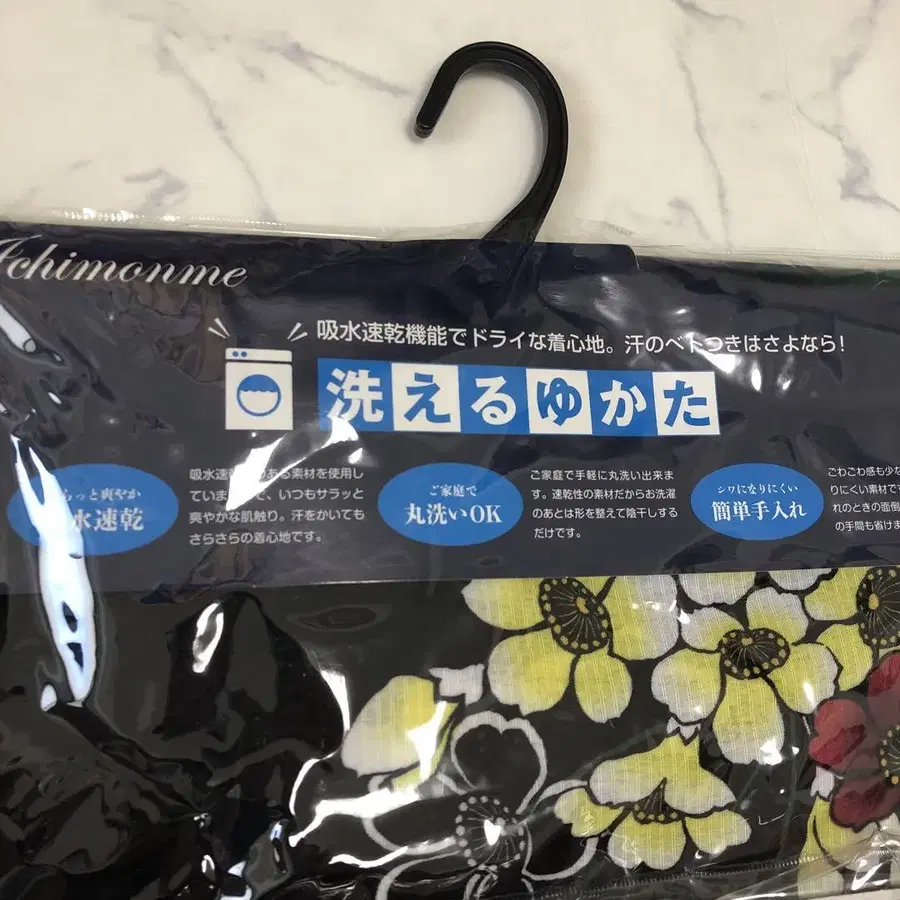 Ichimonme
吸水速乾機能でドライな着心地。汗のベトつきはさよなら!
洗えるゆかた
っと爽やか
水速乾
吸水速
ある素材を使用し
ていま
で、いつもサラッと
爽やかな肌触り。汗をかいても
さらさらの着心地です。
ご家庭で
丸洗いOK
ご家庭で手軽に丸洗い出来ま
す。速乾性の素材だからお洗濯
のあとは形を整えて陰干しする
だけです。
シワになりにくい
簡単手入れ
ごわごわ感も少な
りにくい素材です
れのときの面倒
の手間も省けま